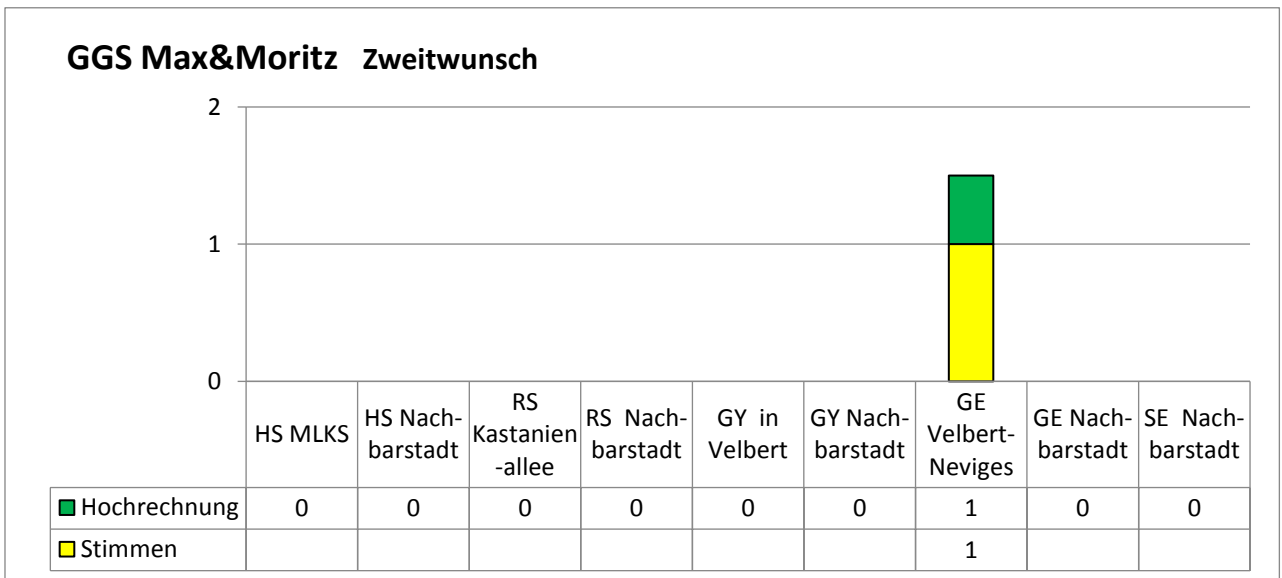 GGS Max&Moritz Zweitwunsch
2
1
0
HS MLKS HS Nach-barstadt RS Kastanien-allee RS Nach-barstadt GY in Velbert GY Nach-barstadt GE Velbert-Neviges GE Nach-barstadt SE Nach-barstadt
Hochrechnung 0 0 0 0 0 0 1 0 0
Stimmen 1